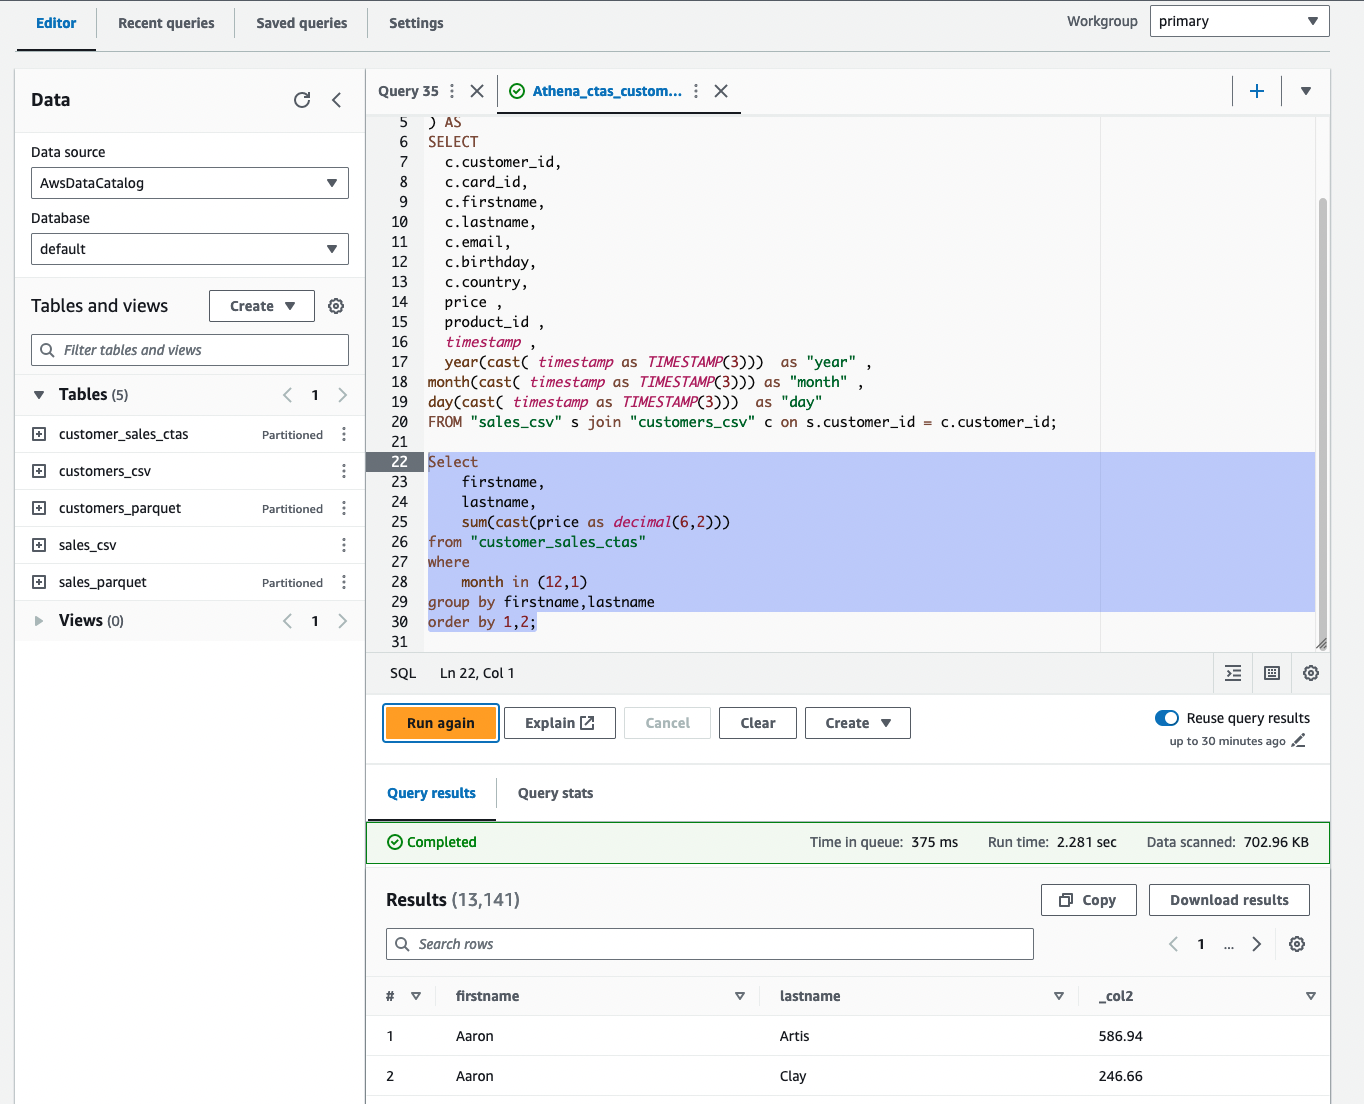 Editor
Recent queries
Saved queries
Settings
Workgroup
primary
Data
Data source
AwsDataCatalog
Database
default
Tables and views
Create
Filter tables and views
Tables (5)
1
customer_sales_ctas
Partitioned
customers_csv
customers_parquet
Partitioned
sales_csv
sales_parquet
Partitioned
Views (0)
1
Query 35
Athena_ctas_custom...
5 ) AS
6 SELECT
7 c.customer_id,
8 c.card_id,
9 c.firstname,
10 c.lastname,
11 c.email,
12 c.birthday,
13 c.country,
14 price ,
15 product_id ,
16 timestamp ,
17 year(cast( timestamp as TIMESTAMP(3))) as "year" ,
18 month(cast( timestamp as TIMESTAMP(3))) as "month" ,
19 day(cast( timestamp as TIMESTAMP(3))) as "day"
20 FROM "sales_csv" s join "customers_csv" c on s.customer_id = c.customer_id;
21
22 Select
23 firstname,
24 lastname,
25 sum(cast(price as decimal(6,2)))
26 from "customer_sales_ctas"
27 where
28 month in (12,1)
29 group by firstname,lastname
30 order by 1,2;
31
SQL Ln 22, Col 1
Run again
Explain
Cancel
Clear
Create
Reuse query results
up to 30 minutes ago
Query results
Query stats
Completed
Time in queue: 375 ms
Run time: 2.281 sec
Data scanned: 702.96 KB
Results (13,141)
Copy
Download results
Search rows
1 ...
# firstname lastname _col2
1 Aaron Artis 586.94
2 Aaron Clay 246.66